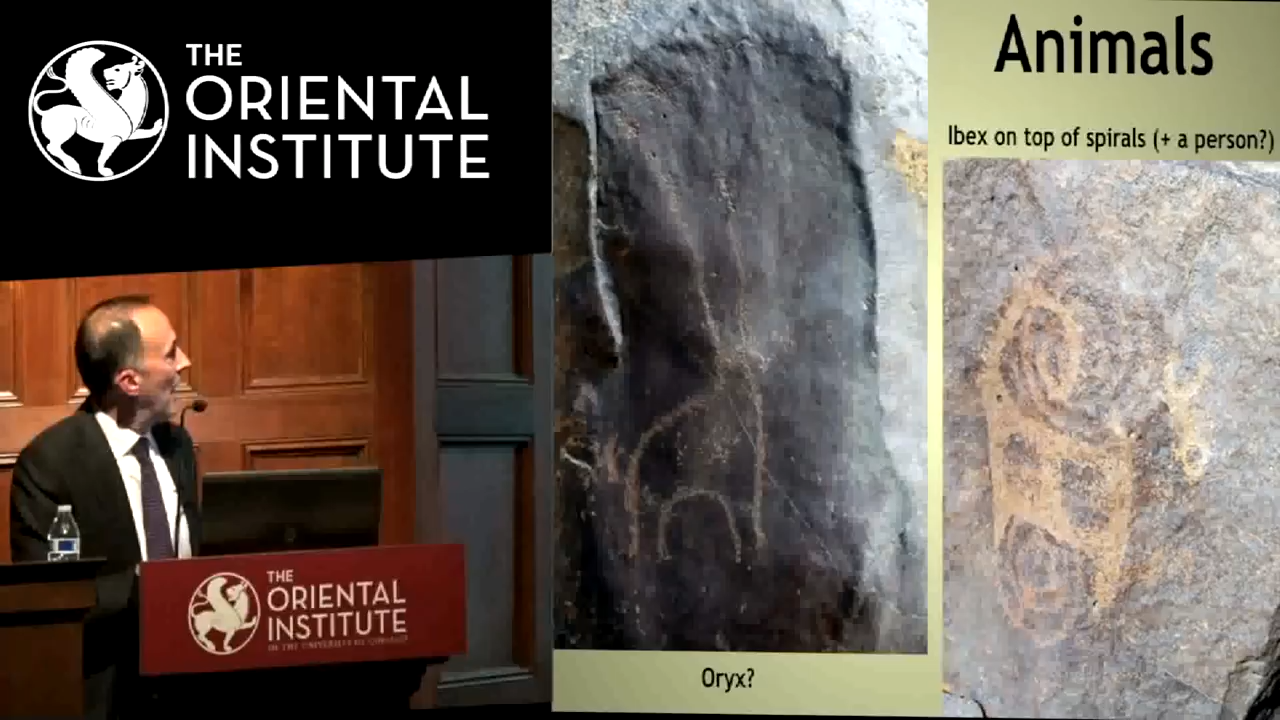 THE
ORIENTAL
INSTITUTE
Animals
Ibex on top of spirals (+ a person?)
Oryx?
THE
ORIENTAL
INSTITUTE